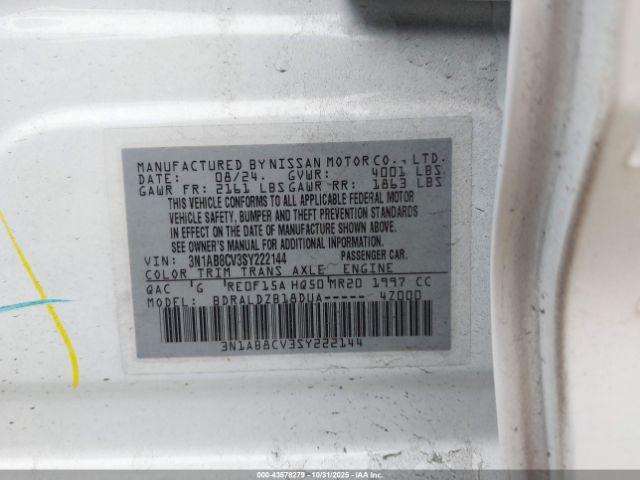 MANUFACTURED BY NISSAN MOTOR CO., LTD.
DATE: 08/24. GVWR: 4001 LBS
GAWR FR: 2161 LBS GAWR RR: 1863 LBS
THIS VEHICLE CONFORMS TO ALL APPLICABLE FEDERAL MOTOR
VEHICLE SAFETY, BUMPER AND THEFT PREVENTION STANDARDS
IN EFFECT ON THE DATE OF MANUFACTURE SHOWN ABOVE.
SEE OWNER'S MANUAL FOR ADDITIONAL INFORMATION.
VIN: 3N1AB8CV3SY222144 PASSENGER CAR.
COLOR TRIM TRANS AXLE ENGINE
QAC 'G RE0F15A HQ50 MR20 1997 CC
MODEL: BDRALDZB18DUA----- 47000
3N1AB8CV3SY222144
00-43578279 | 10/31/2025 | Copyright © IAA, LLC